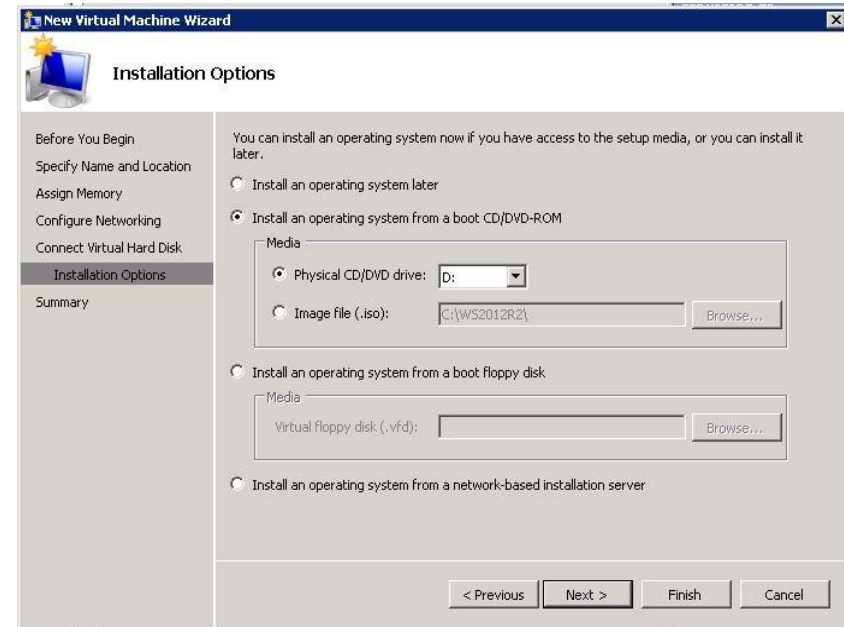 New Virtual Machine Wizard
Installation Options
Before You Begin
Specify Name and Location
Assign Memory
Configure Networking
Connect Virtual Hard Disk
Installation Options
Summary
You can install an operating system now if you have access to the setup media, or you can install it
later.
Install an operating system later
Install an operating system from a boot CD/DVD-ROM
Media
Physical CD/DVD drive: D:
Image file (.iso): C:\WS2012R2\ Browse...
Install an operating system from a boot floppy disk
Media
Virtual floppy disk (.vfd): Browse...
Install an operating system from a network-based installation server
< Previous Next > Finish Cancel